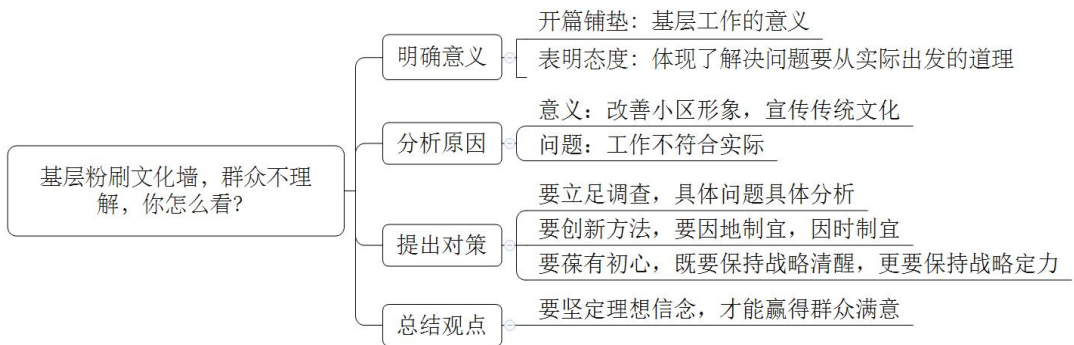 基层粉刷文化墙，群众不理
解，你怎么看？
明确意义
开篇铺垫：基层工作的意义
表明态度：体现了解决问题要从实际出发的道理
分析原因
意义：改善小区形象，宣传传统文化
问题：工作不符合实际
提出对策
要立足调查，具体问题具体分析
要创新方法，要因地制宜，因时制宜
要葆有初心，既要保持战略清醒，更要保持战略定力
总结观点
要坚定理想信念，才能赢得群众满意